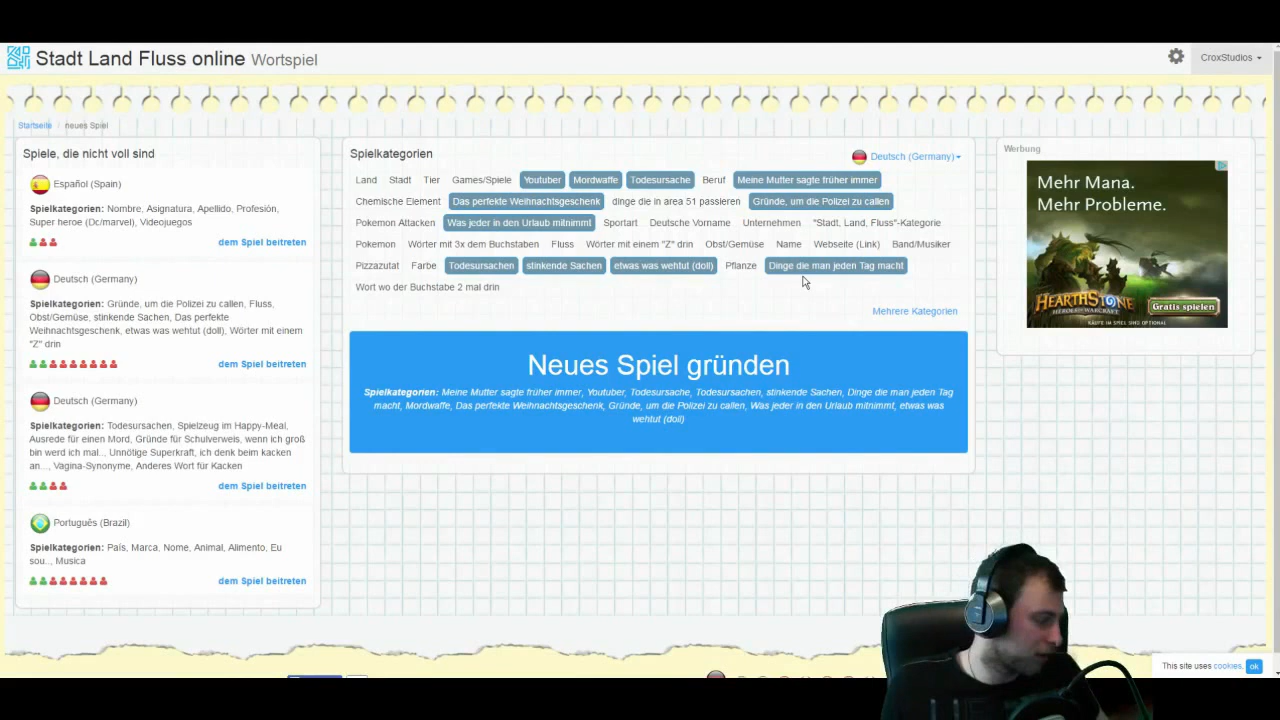 Stadt Land Fluss online Wortspiel
CroxStudios
Startseite / neues Spiel
Spiele, die nicht voll sind
Español (Spain)
Spielkategorien: Nombre, Asignatura, Apellido, Profesión,
Super heroe (Dc/marvel), Videojuegos
dem Spiel beitreten
Deutsch (Germany)
Spielkategorien: Gründe, um die Polizei zu callen, Fluss,
Obst/Gemüse, stinkende Sachen, Das perfekte
Weihnachtsgeschenk, etwas was wehtut (doll), Wörter mit einem
"Z" drin
dem Spiel beitreten
Deutsch (Germany)
Spielkategorien: Todesursachen, Spielzeug im Happy-Meal,
Ausrede für einen Mord, Gründe für Schulverweis, wenn ich groß
bin werd ich mal..., Unnötige Superkraft, ich denk beim kacken
an..., Vagina-Synonyme, Anderes Wort für Kacken
dem Spiel beitreten
Português (Brazil)
Spielkategorien: País, Marca, Nome, Animal, Alimento, Eu
sou..., Musica
dem Spiel beitreten
Spielkategorien
Deutsch (Germany)
Land Stadt Tier Games/Spiele Youtuber Mordwaffe Todesursache Beruf Meine Mutter sagte früher immer
Chemische Element Das perfekte Weihnachtsgeschenk dinge die in area 51 passieren Gründe, um die Polizei zu callen
Pokemon Attacken Was jeder in den Urlaub mitnimmt Sportart Deutsche Vorname Unternehmen "Stadt, Land, Fluss"-Kategorie
Pokemon Wörter mit 3x dem Buchstaben Fluss Wörter mit einem "Z" drin Obst/Gemüse Name Webseite (Link) Band/Musiker
Pizzazutat Farbe Todesursachen stinkende Sachen etwas was wehtut (doll) Pflanze Dinge die man jeden Tag macht
Wort wo der Buchstabe 2 mal drin
Mehrere Kategorien
Neues Spiel gründen
Spielkategorien: Meine Mutter sagte früher immer, Youtuber, Todesursache, Todesursachen, stinkende Sachen, Dinge die man jeden Tag
macht, Mordwaffe, Das perfekte Weihnachtsgeschenk, Gründe, um die Polizei zu callen, Was jeder in den Urlaub mitnimmt, etwas was
wehtut (doll)
Werbung
Mehr Mana.
Mehr Probleme.
HEARTHSTONE
HEROES OF WARCRAFT
Gratis spielen
KÄUFE IN SPIEL SIND OPTIONAL
This site uses cookies. ok